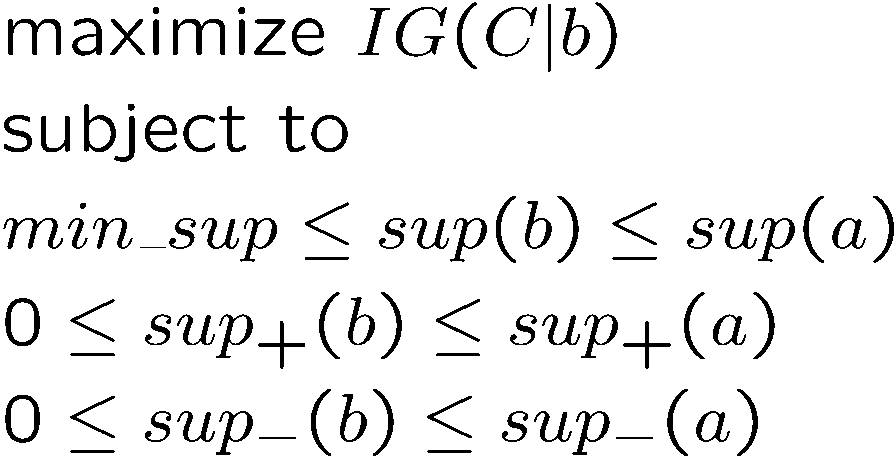 maximize IG(C|b)
subject to
min_sup ≤ sup(b) ≤ sup(a)
0 ≤ sup₊(b) ≤ sup₊(a)
0 ≤ sup₋(b) ≤ sup₋(a)